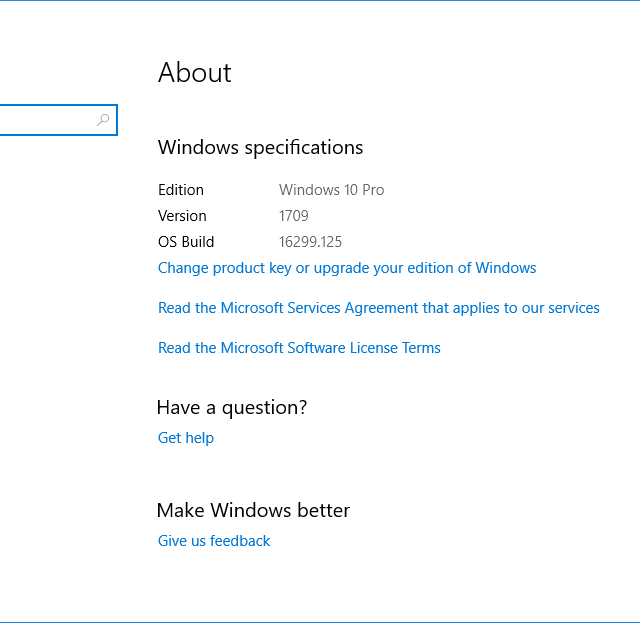 About
Windows specifications
Edition Windows 10 Pro
Version 1709
OS Build 16299.125
Change product key or upgrade your edition of Windows
Read the Microsoft Services Agreement that applies to our services
Read the Microsoft Software License Terms
Have a question?
Get help
Make Windows better
Give us feedback